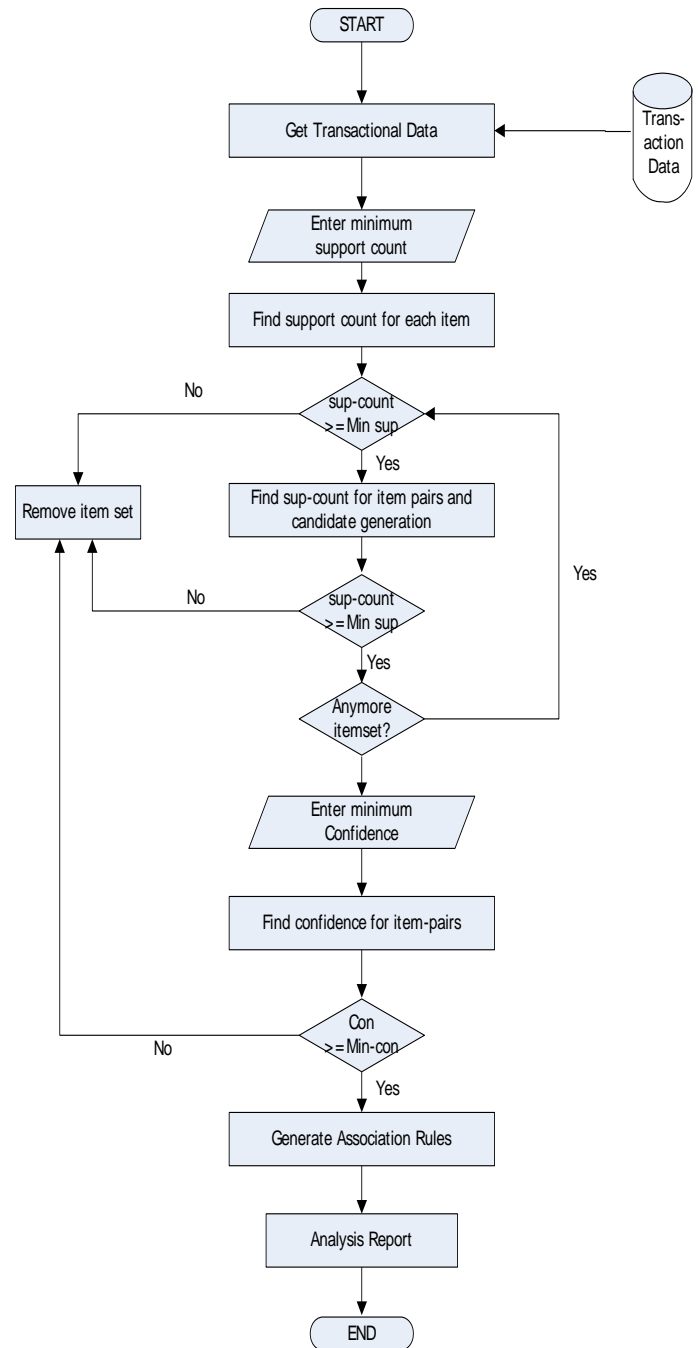 START
Get Transactional Data
Trans-
action
Data
Enter minimum
support count
Find support count for each item
No
sup-count
>=Min sup
Yes
Remove item set
Find sup-count for item pairs and
candidate generation
Yes
No
sup-count
>=Min sup
Yes
Anymore
itemset?
Enter minimum
Confidence
Find confidence for item-pairs
Con
>=Min-con
No
Yes
Generate Association Rules
Analysis Report
END